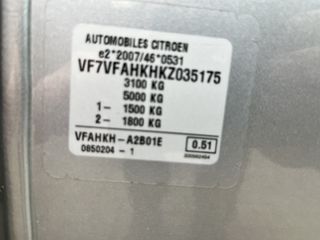 AUTOMOBILES CITROEN
e2*2007/46*0531
VF7VFAHKHKZ035175
3100 KG
5000 KG
1- 1500 KG
2- 1800 KG
VFAHKH-A2B01E
0850204 - 1
0.51